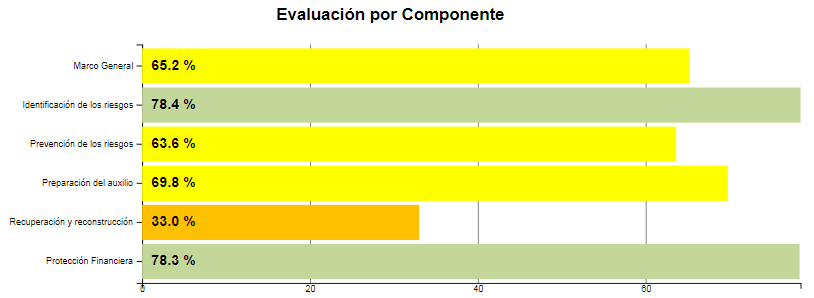 Evaluación por Componente
Marco General 65.2 %
Identificación de los riesgos 78.4 %
Prevención de los riesgos 63.6 %
Preparación del auxilio 69.8 %
Recuperación y reconstrucción 33.0 %
Protección Financiera 78.3 %
0 20 40 60